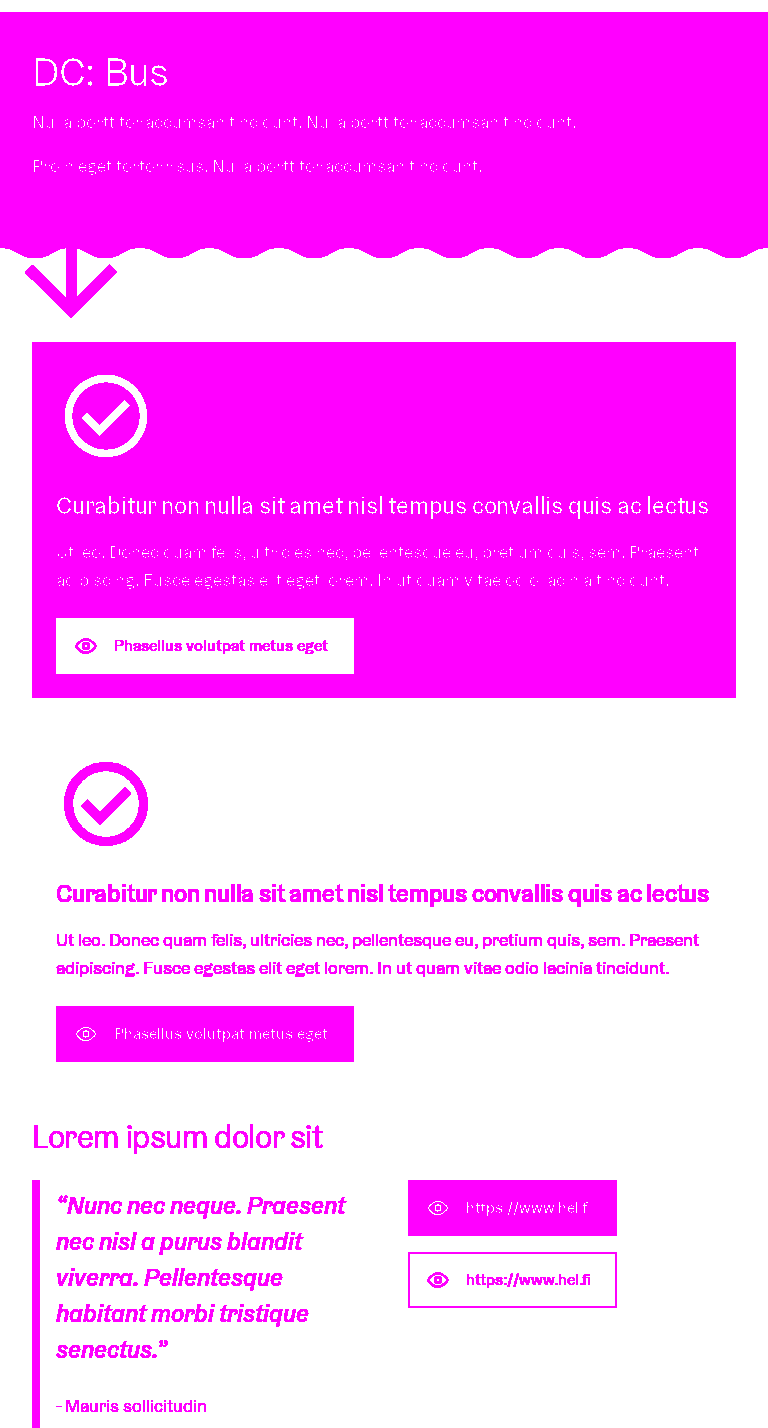 DC: Bus
Nulla porttitor accumsan tincidunt. Nulla porttitor accumsan tincidunt.
Proin eget tortor risus. Nulla porttitor accumsan tincidunt.
Curabitur non nulla sit amet nisl tempus convallis quis ac lectus
Ut leo. Donec quam felis, ultricies nec, pellentesque eu, pretium quis, sem. Praesent
adipiscing. Fusce egestas elit eget lorem. In ut quam vitae odio lacinia tincidunt.
Phasellus volutpat metus eget
Curabitur non nulla sit amet nisl tempus convallis quis ac lectus
Ut leo. Donec quam felis, ultricies nec, pellentesque eu, pretium quis, sem. Praesent
adipiscing. Fusce egestas elit eget lorem. In ut quam vitae odio lacinia tincidunt.
Phasellus volutpat metus eget
Lorem ipsum dolor sit
“Nunc nec neque. Praesent
nec nisl a purus blandit
viverra. Pellentesque
habitant morbi tristique
senectus.”
- Mauris sollicitudin
https://www.hel.fi
https://www.hel.fi